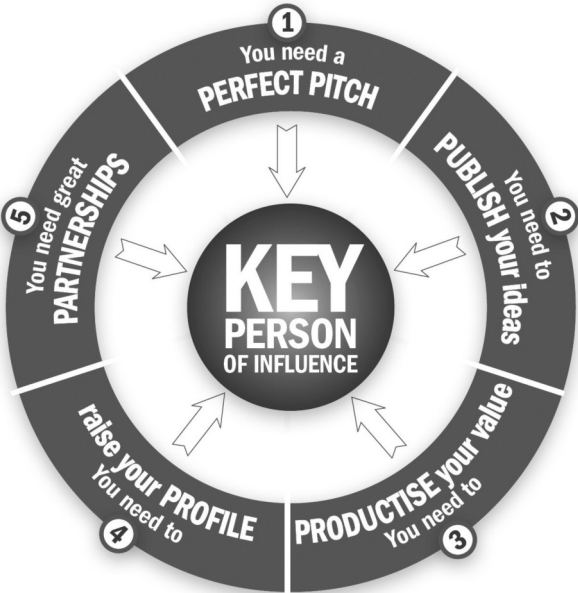 1
You need a
PERFECT PITCH
2
You need to
PUBLISH your ideas
3
You need to
PRODUCTISE your value
4
You need to
raise your PROFILE
5
You need great
PARTNERSHIPS
KEY
PERSON
OF INFLUENCE